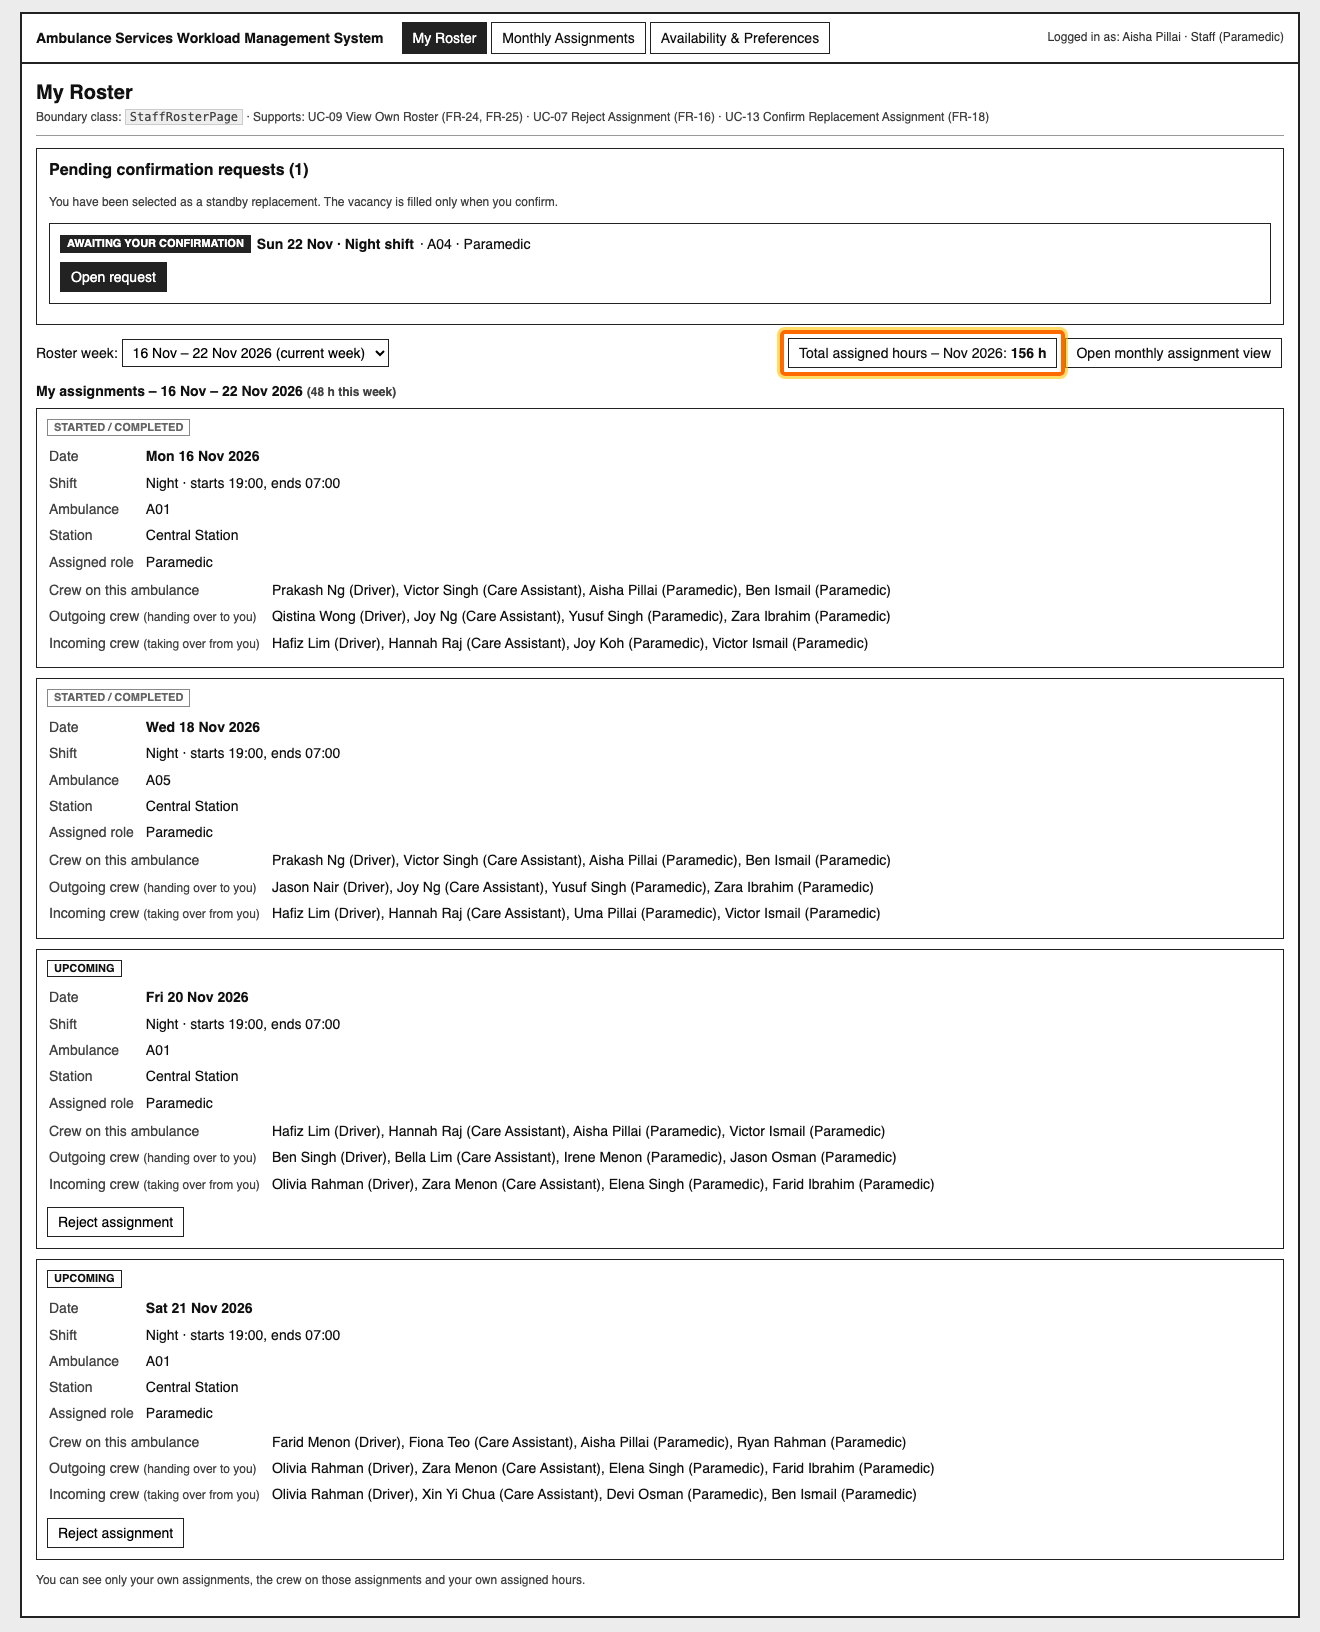 Ambulance Services Workload Management System My Roster Monthly Assignments Availability & Preferences Logged in as: Aisha Pillai · Staff (Paramedic)
My Roster
Boundary class: StaffRosterPage · Supports: UC-09 View Own Roster (FR-24, FR-25) · UC-07 Reject Assignment (FR-16) · UC-13 Confirm Replacement Assignment (FR-18)
Pending confirmation requests (1)
You have been selected as a standby replacement. The vacancy is filled only when you confirm.
AWAITING YOUR CONFIRMATION Sun 22 Nov · Night shift · A04 · Paramedic
Open request
Roster week: 16 Nov – 22 Nov 2026 (current week) Total assigned hours – Nov 2026: 156 h Open monthly assignment view
My assignments – 16 Nov – 22 Nov 2026 (48 h this week)
STARTED / COMPLETED
Date Mon 16 Nov 2026
Shift Night · starts 19:00, ends 07:00
Ambulance A01
Station Central Station
Assigned role Paramedic
Crew on this ambulance Prakash Ng (Driver), Victor Singh (Care Assistant), Aisha Pillai (Paramedic), Ben Ismail (Paramedic)
Outgoing crew (handing over to you) Qistina Wong (Driver), Joy Ng (Care Assistant), Yusuf Singh (Paramedic), Zara Ibrahim (Paramedic)
Incoming crew (taking over from you) Hafiz Lim (Driver), Hannah Raj (Care Assistant), Joy Koh (Paramedic), Victor Ismail (Paramedic)
STARTED / COMPLETED
Date Wed 18 Nov 2026
Shift Night · starts 19:00, ends 07:00
Ambulance A05
Station Central Station
Assigned role Paramedic
Crew on this ambulance Prakash Ng (Driver), Victor Singh (Care Assistant), Aisha Pillai (Paramedic), Ben Ismail (Paramedic)
Outgoing crew (handing over to you) Jason Nair (Driver), Joy Ng (Care Assistant), Yusuf Singh (Paramedic), Zara Ibrahim (Paramedic)
Incoming crew (taking over from you) Hafiz Lim (Driver), Hannah Raj (Care Assistant), Uma Pillai (Paramedic), Victor Ismail (Paramedic)
UPCOMING
Date Fri 20 Nov 2026
Shift Night · starts 19:00, ends 07:00
Ambulance A01
Station Central Station
Assigned role Paramedic
Crew on this ambulance Hafiz Lim (Driver), Hannah Raj (Care Assistant), Aisha Pillai (Paramedic), Victor Ismail (Paramedic)
Outgoing crew (handing over to you) Ben Singh (Driver), Bella Lim (Care Assistant), Irene Menon (Paramedic), Jason Osman (Paramedic)
Incoming crew (taking over from you) Olivia Rahman (Driver), Zara Menon (Care Assistant), Elena Singh (Paramedic), Farid Ibrahim (Paramedic)
Reject assignment
UPCOMING
Date Sat 21 Nov 2026
Shift Night · starts 19:00, ends 07:00
Ambulance A01
Station Central Station
Assigned role Paramedic
Crew on this ambulance Farid Menon (Driver), Fiona Teo (Care Assistant), Aisha Pillai (Paramedic), Ryan Rahman (Paramedic)
Outgoing crew (handing over to you) Olivia Rahman (Driver), Zara Menon (Care Assistant), Elena Singh (Paramedic), Farid Ibrahim (Paramedic)
Incoming crew (taking over from you) Olivia Rahman (Driver), Xin Yi Chua (Care Assistant), Devi Osman (Paramedic), Ben Ismail (Paramedic)
Reject assignment
You can see only your own assignments, the crew on those assignments and your own assigned hours.